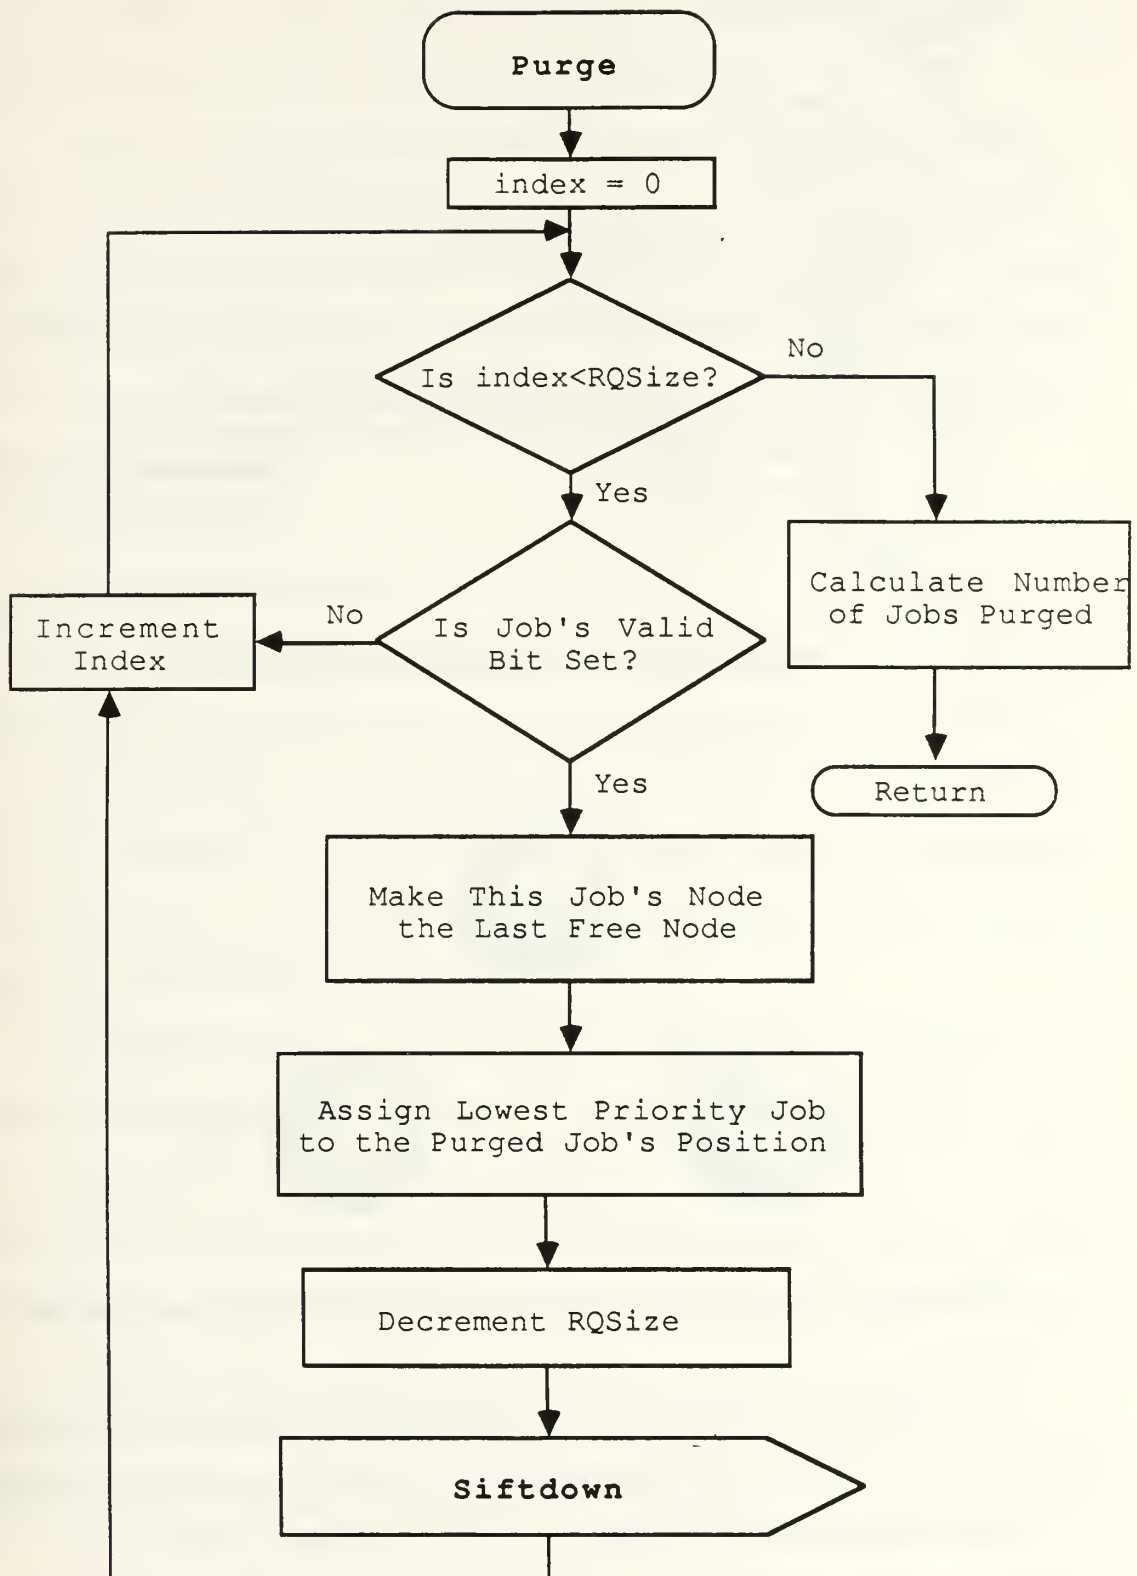 Purge
index = 0
Is index<RQSize?
No
Yes
Calculate Number
of Jobs Purged
Increment
Index
No
Is Job's Valid
Bit Set?
Yes
Return
Make This Job's Node
the Last Free Node
Assign Lowest Priority Job
to the Purged Job's Position
Decrement RQSize
Siftdown